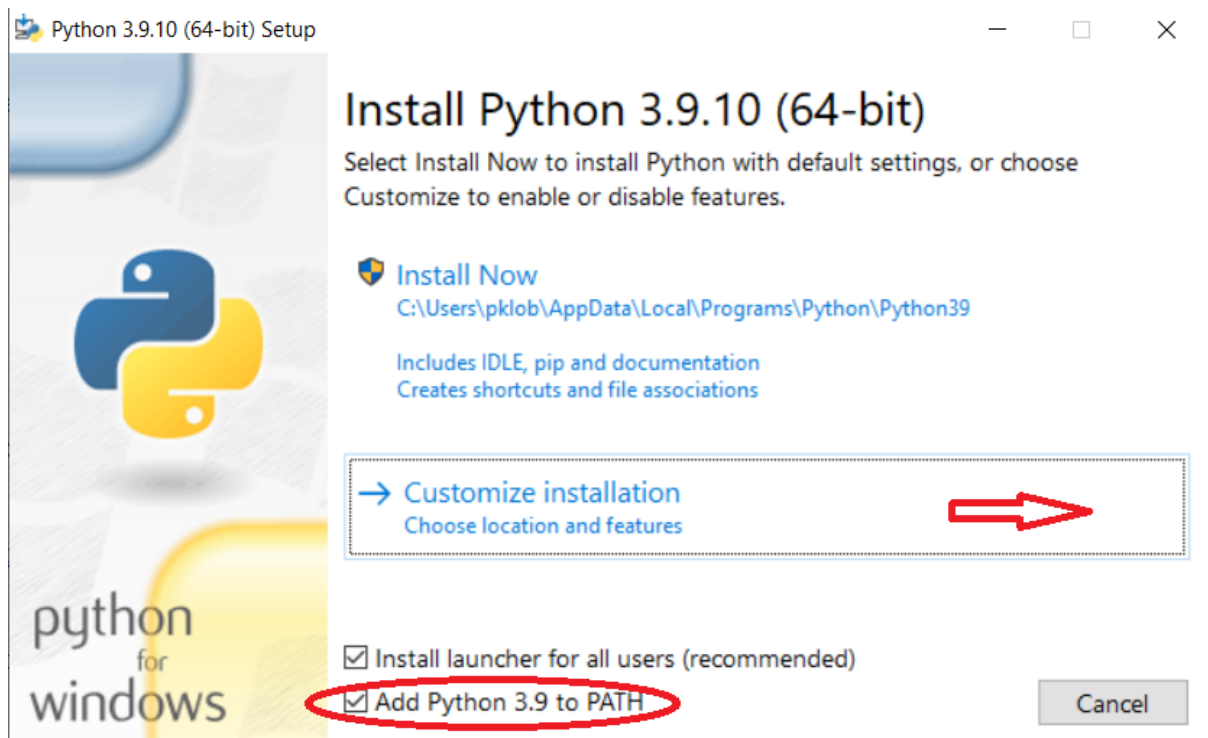 Python 3.9.10 (64-bit) Setup
Install Python 3.9.10 (64-bit)
Select Install Now to install Python with default settings, or choose
Customize to enable or disable features.
Install Now
C:\Users\pklob\AppData\Local\Programs\Python\Python39
Includes IDLE, pip and documentation
Creates shortcuts and file associations
Customize installation
Choose location and features
python
for
windows
Install launcher for all users (recommended)
Add Python 3.9 to PATH
Cancel